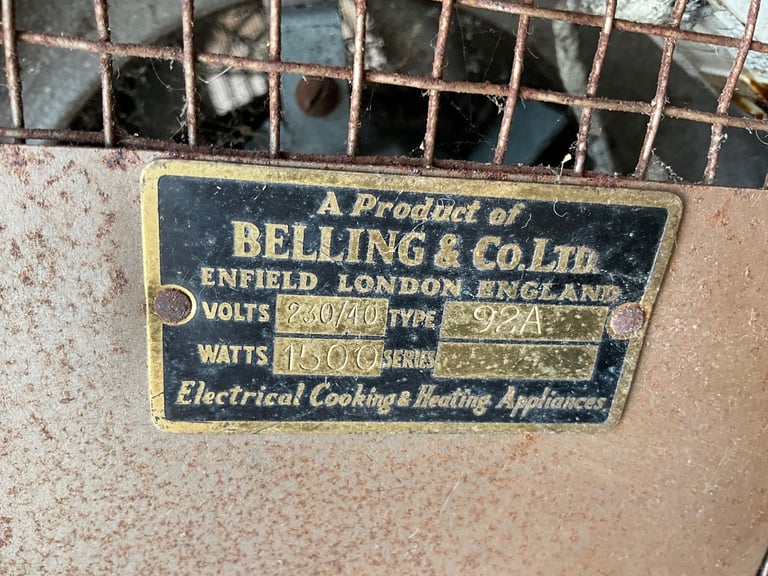 A Product of
BELLING & Co. LTD.
ENFIELD LONDON ENGLAND
VOLTS 230/40 TYPE 92A
WATTS 1500 SERIES
Electrical Cooking & Heating Appliances